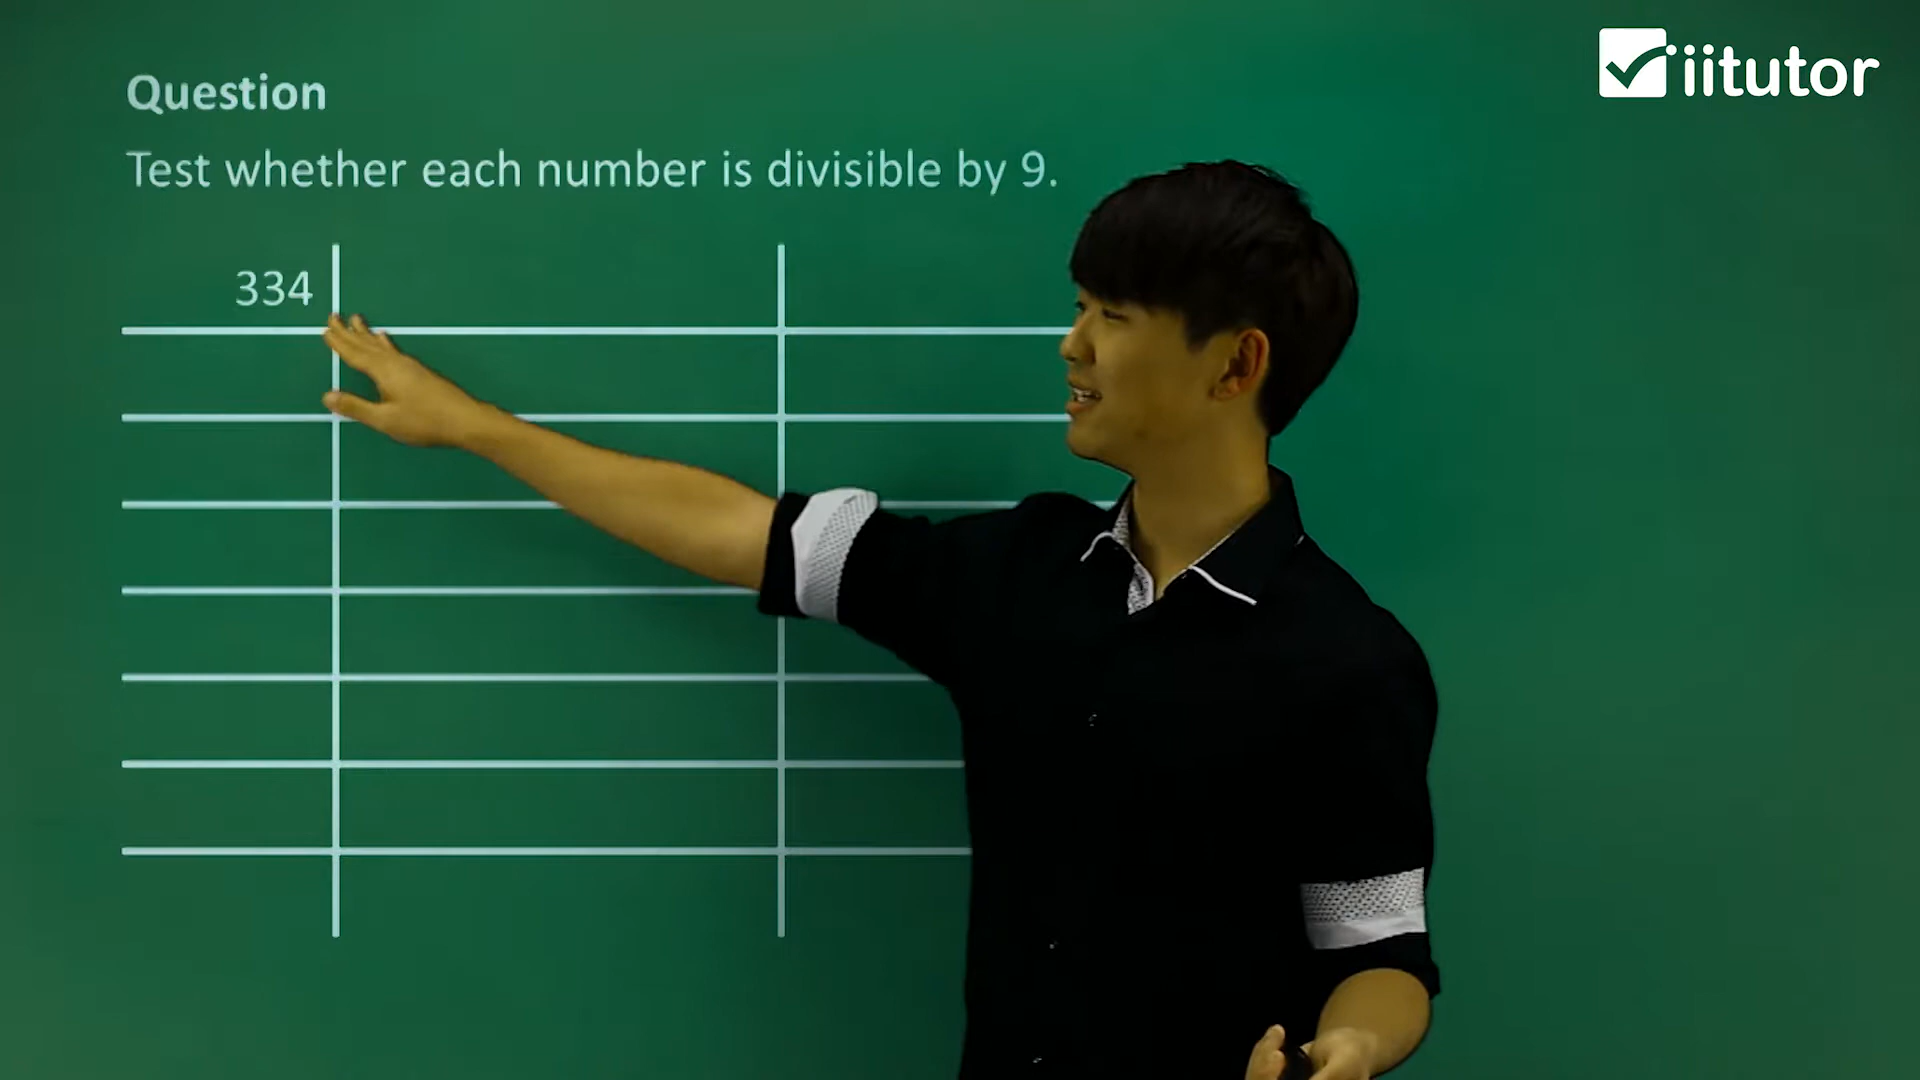 iitutor
Question
Test whether each number is divisible by 9.
334